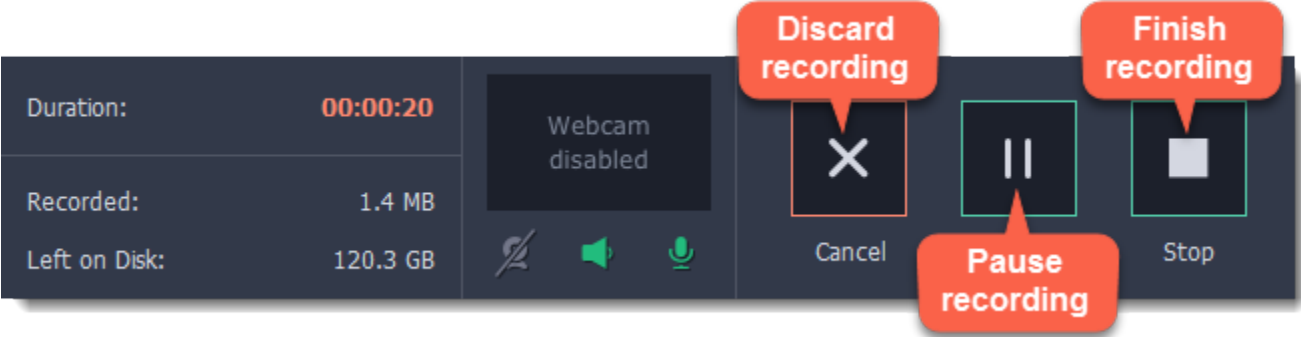 Discard
recording
Finish
recording
Duration: 00:00:20
Webcam
disabled
Recorded: 1.4 MB
Left on Disk: 120.3 GB
Cancel
Pause
recording
Stop